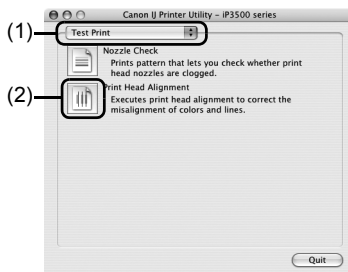 Canon IJ Printer Utility – iP3500 series
(1)
Test Print
Nozzle Check
Prints pattern that lets you check whether print
head nozzles are clogged.
(2)
Print Head Alignment
Executes print head alignment to correct the
misalignment of colors and lines.
Quit